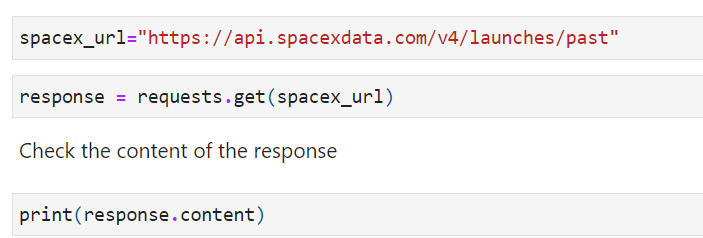 spacex_url="https://api.spacexdata.com/v4/launches/past"
response = requests.get(spacex_url)
Check the content of the response
print(response.content)